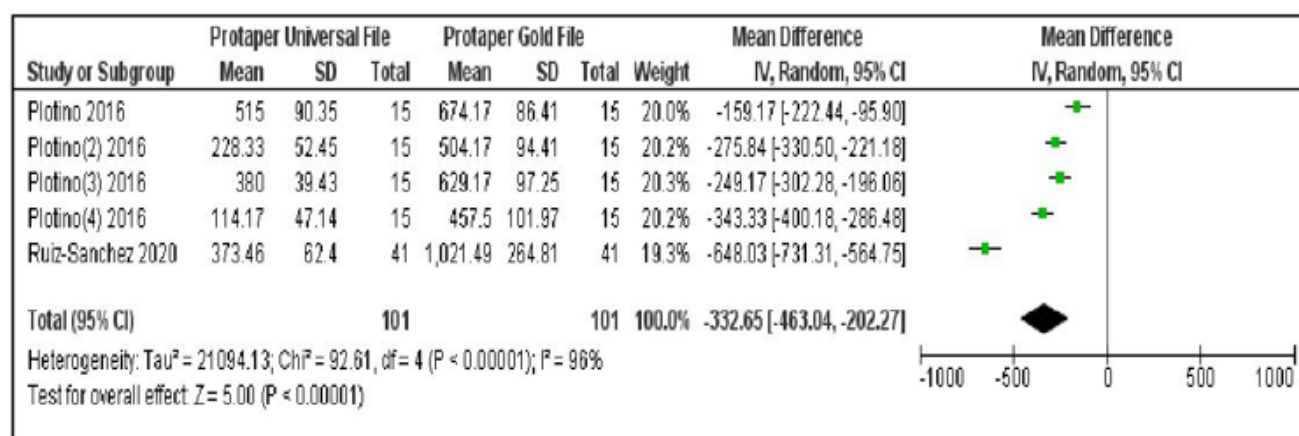 Protaper Universal File Protaper Gold File Mean Difference Mean Difference
Study or Subgroup Mean SD Total Mean SD Total Weight IV, Random, 95% CI IV, Random, 95% CI
Plotino 2016 515 90.35 15 674.17 86.41 15 20.0% -159.17 [-222.44, -95.90]
Plotino(2) 2016 228.33 52.45 15 504.17 94.41 15 20.2% -275.84 [-330.50, -221.18]
Plotino(3) 2016 380 39.43 15 629.17 97.25 15 20.3% -249.17 [-302.28, -196.06]
Plotino(4) 2016 114.17 47.14 15 457.5 101.97 15 20.2% -343.33 [-400.18, -286.48]
Ruiz-Sanchez 2020 373.46 62.4 41 1,021.49 264.81 41 19.3% -648.03 [-731.31, -564.75]
Total (95% CI) 101 101 100.0% -332.65 [-463.04, -202.27]
Heterogeneity: Tau² = 21094.13; Chi² = 92.61, df = 4 (P < 0.00001); I² = 96%
Test for overall effect: Z = 5.00 (P < 0.00001)
-1000 -500 0 500 1000